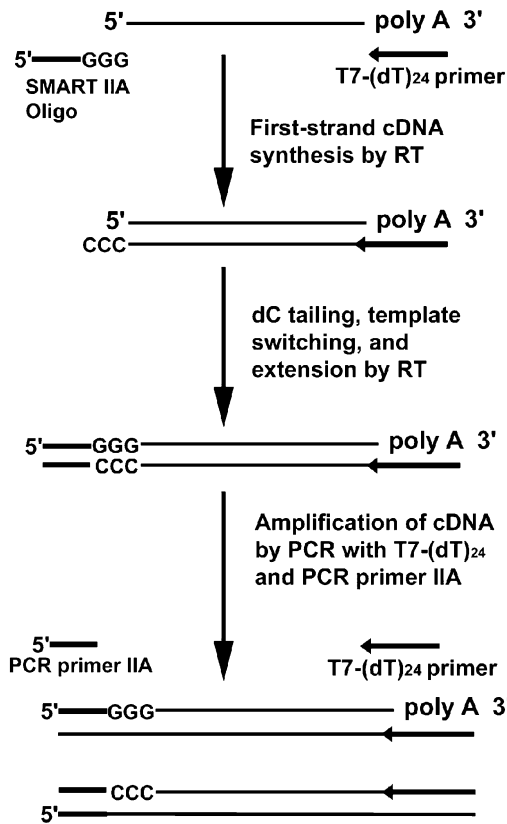 5' poly A 3'
5' GGG
SMART IIA
Oligo
T7-(dT)24 primer
First-strand cDNA
synthesis by RT
5' poly A 3'
CCC
dC tailing, template
switching, and
extension by RT
5' GGG poly A 3'
CCC
Amplification of cDNA
by PCR with T7-(dT)24
and PCR primer IIA
5'
PCR primer IIA
T7-(dT)24 primer
5' GGG poly A 3
CCC
5'